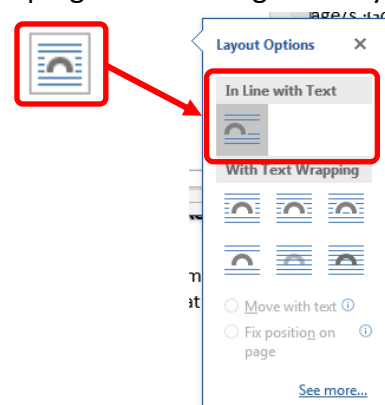 Layout Options
In Line with Text
With Text Wrapping
Move with text
Fix position on
page
See more...